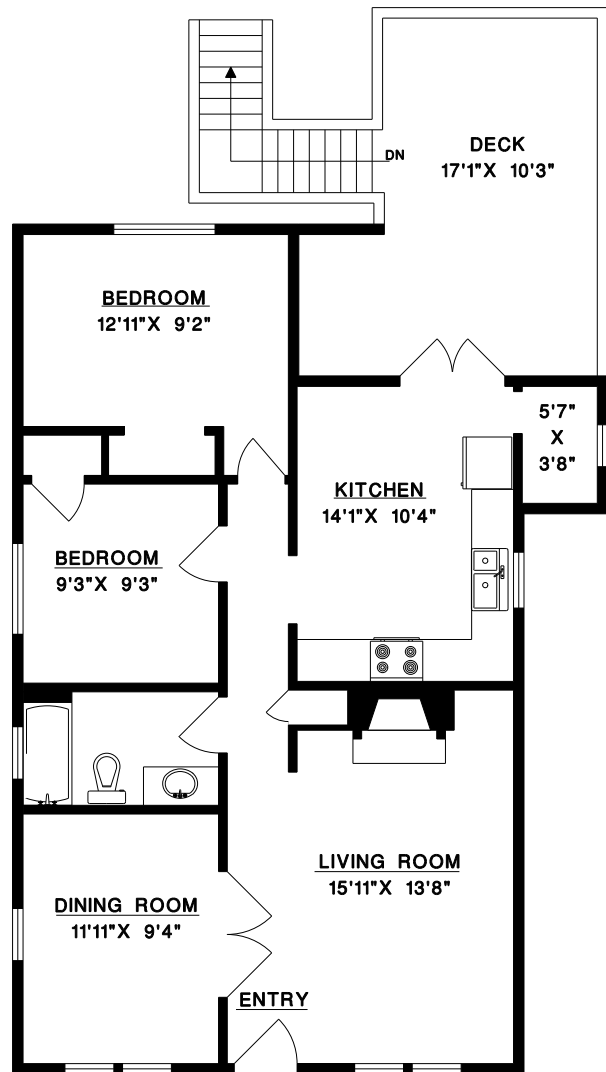 DECK
17'1"X 10'3"
DN
BEDROOM
12'11"X 9'2"
5'7"
X
3'8"
KITCHEN
14'1"X 10'4"
BEDROOM
9'3"X 9'3"
LIVING ROOM
15'11"X 13'8"
DINING ROOM
11'11"X 9'4"
ENTRY